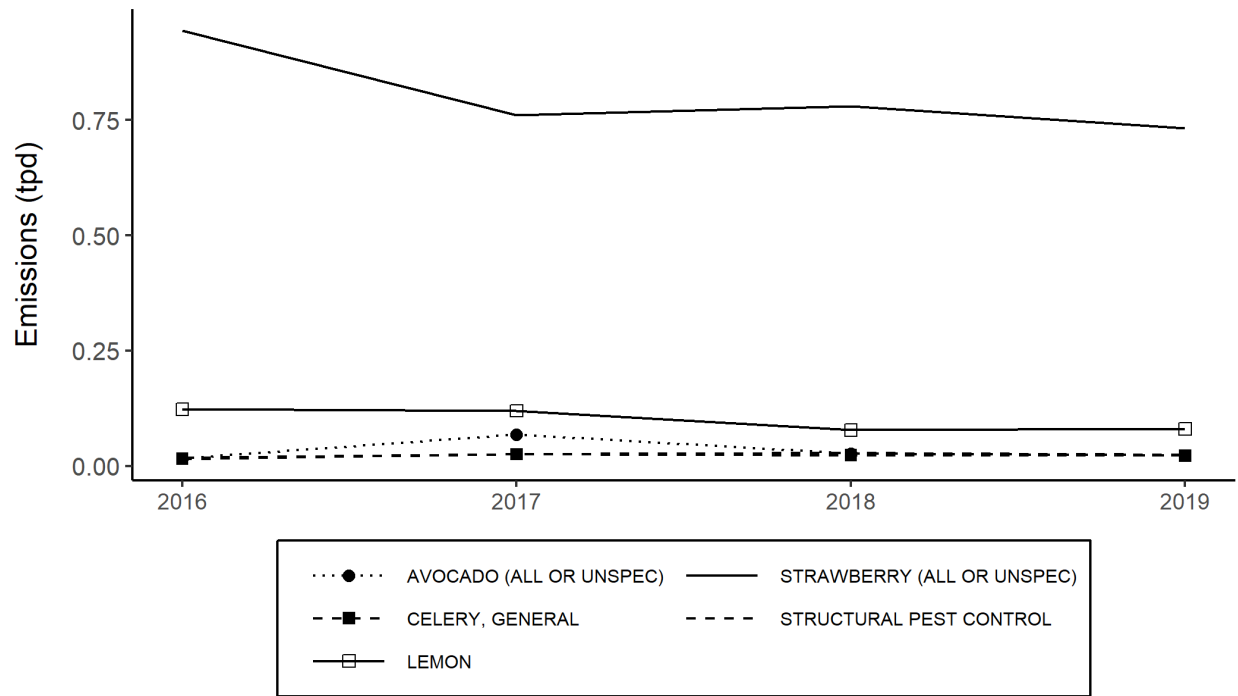 Emissions (tpd)
0.75
0.50
0.25
0.00
2016 2017 2018 2019
AVOCADO (ALL OR UNSPEC) STRAWBERRY (ALL OR UNSPEC)
CELERY, GENERAL STRUCTURAL PEST CONTROL
LEMON